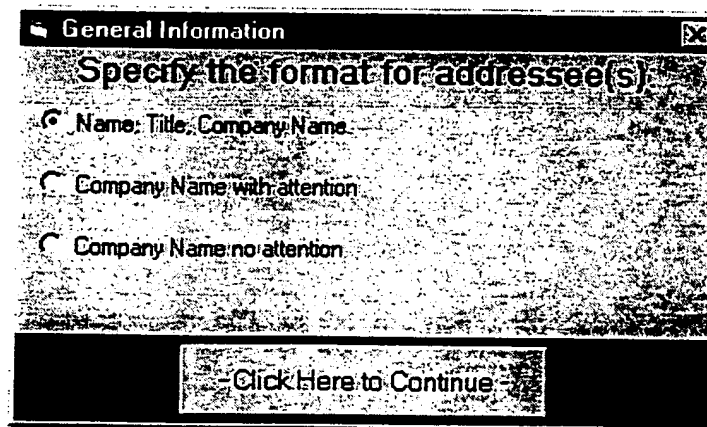 General Information
Specify the format for addressee(s)
Name, Title, Company Name
Company Name with attention
Company Name no attention
- Click Here to Continue -